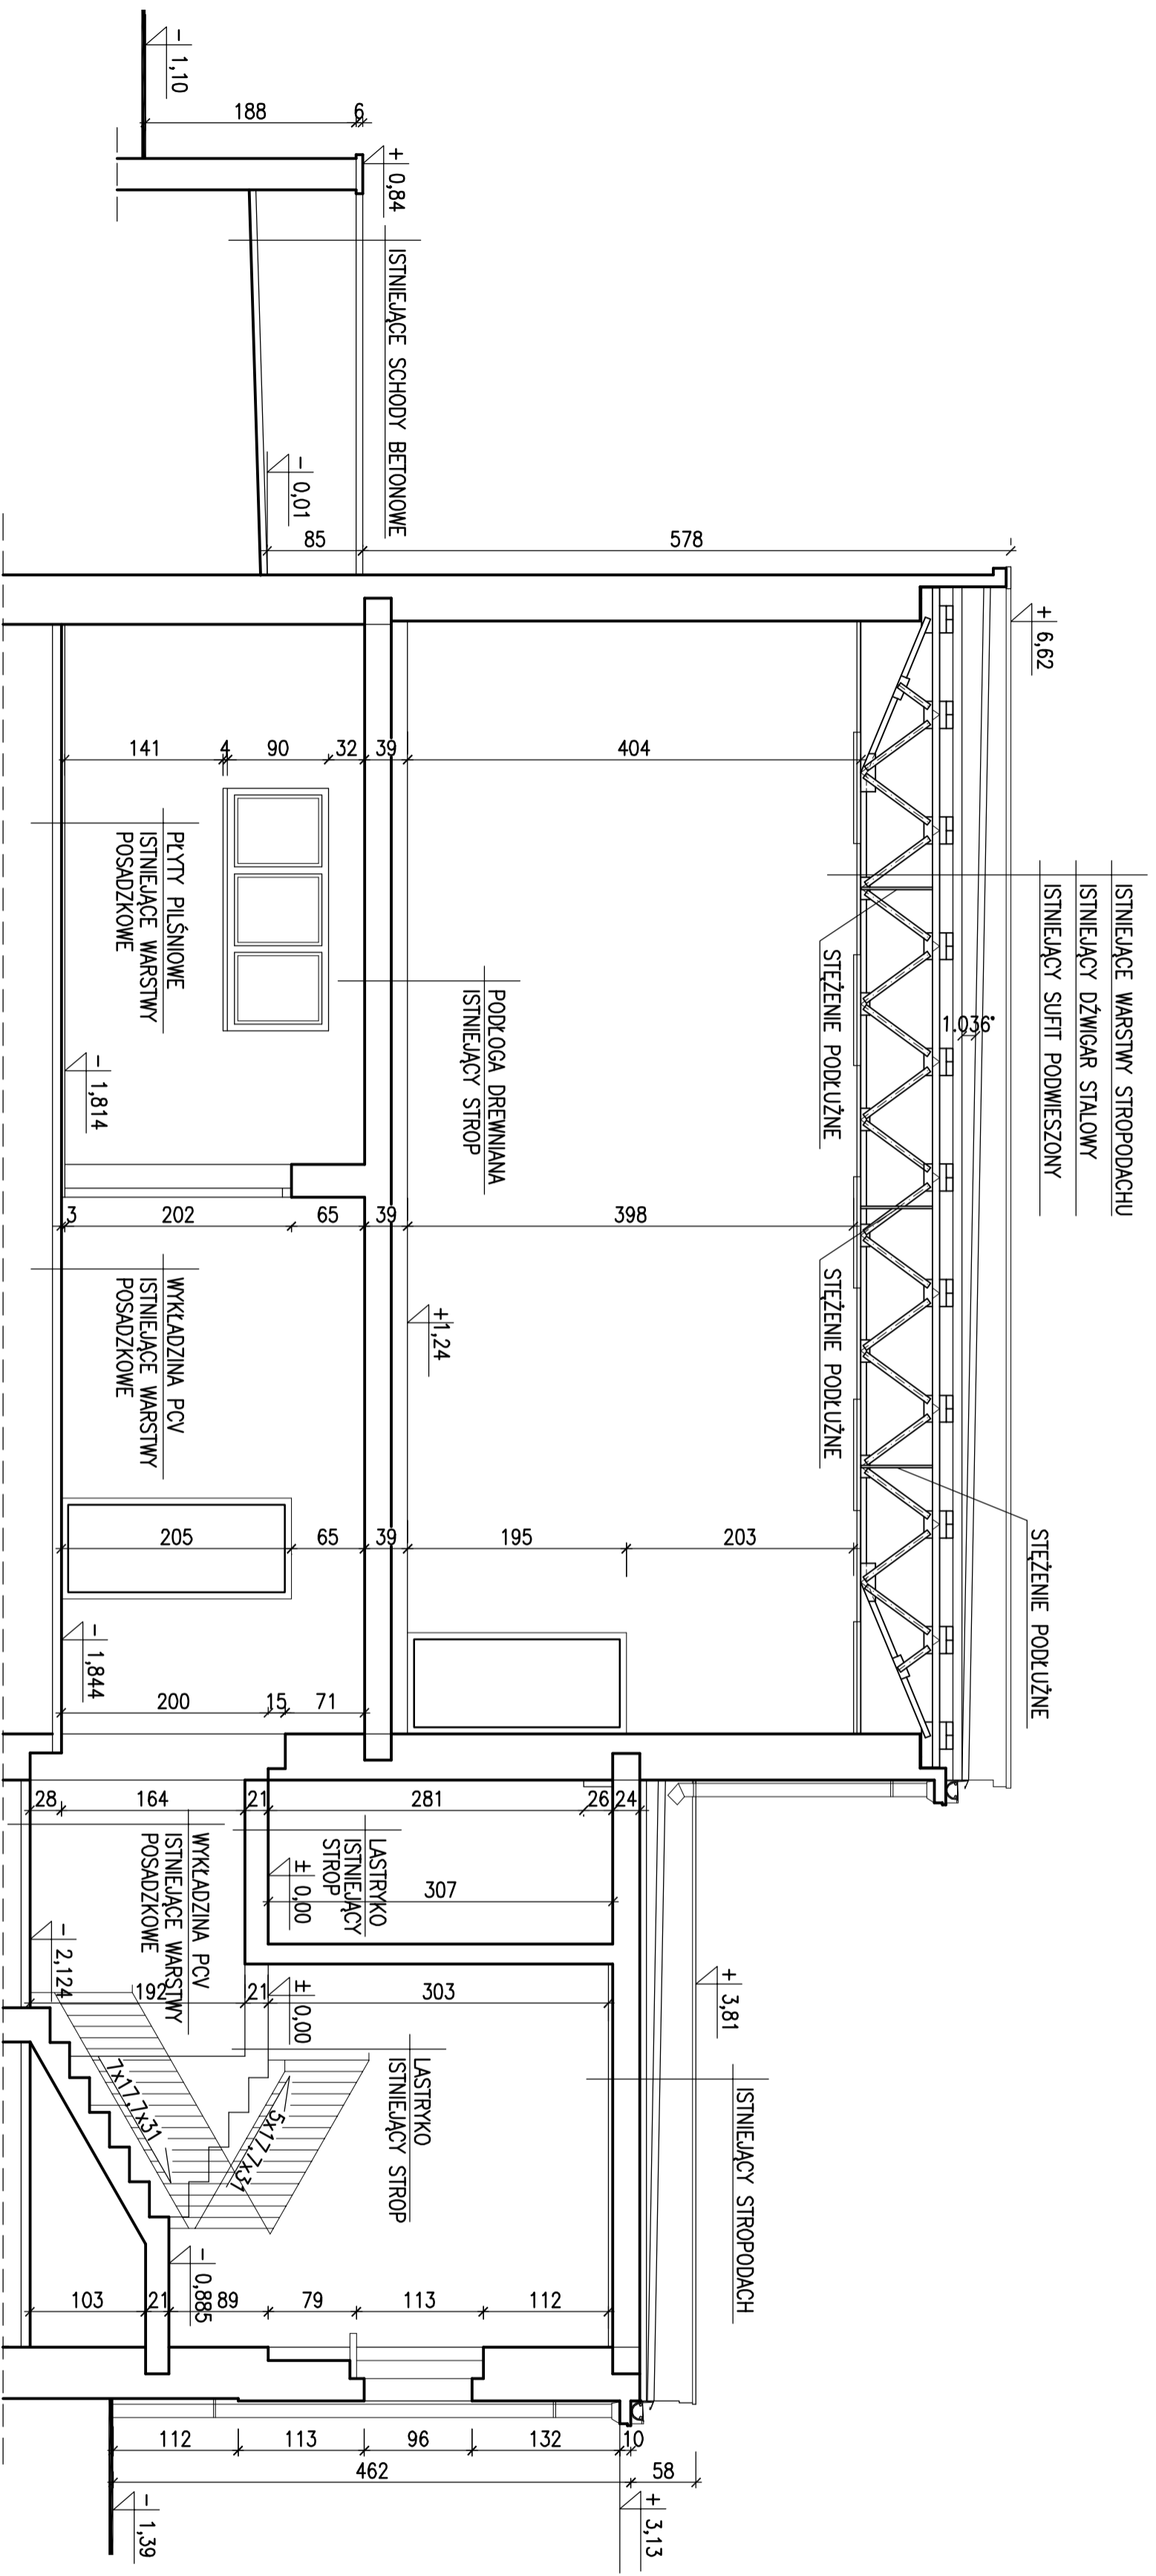 ISTNIEJĄCE WARSTWY STROPODACHU
ISTNIEJĄCY DŹWIGAR STALOWY
ISTNIEJĄCY SUFIT PODWIESZONY
STĘŻENIE PODŁUŻNE
+ 6,62
1.036°
STĘŻENIE PODŁUŻNE
STĘŻENIE PODŁUŻNE
578
404
398
203
195
+ 3,81
ISTNIEJĄCY STROPODACH
58
+ 3,13
10
PODŁOGA DREWNIANA
ISTNIEJĄCY STROP
+1,24
ISTNIEJĄCE SCHODY BETONOWE
+ 0,84
6
188
- 1,10
- 0,01
85
39
32
90
4
141
39
65
202
3
39
65
205
71
15
200
PŁYTY PILŚNIOWE
ISTNIEJĄCE WARSTWY
POSADZKOWE
- 1,814
WYKŁADZINA PCV
ISTNIEJĄCE WARSTWY
POSADZKOWE
- 1,844
24
26
281
21
164
28
307
LASTRYKO
ISTNIEJĄCY
STROP
± 0,00
WYKŁADZINA PCV
ISTNIEJĄCE WARSTWY
POSADZKOWE
- 2,124
303
21
192
± 0,00
LASTRYKO
ISTNIEJĄCY STROP
5x17,7x31
7x17,7x31
- 0,885
112
113
79
89
21
103
132
96
113
112
462
- 1,39